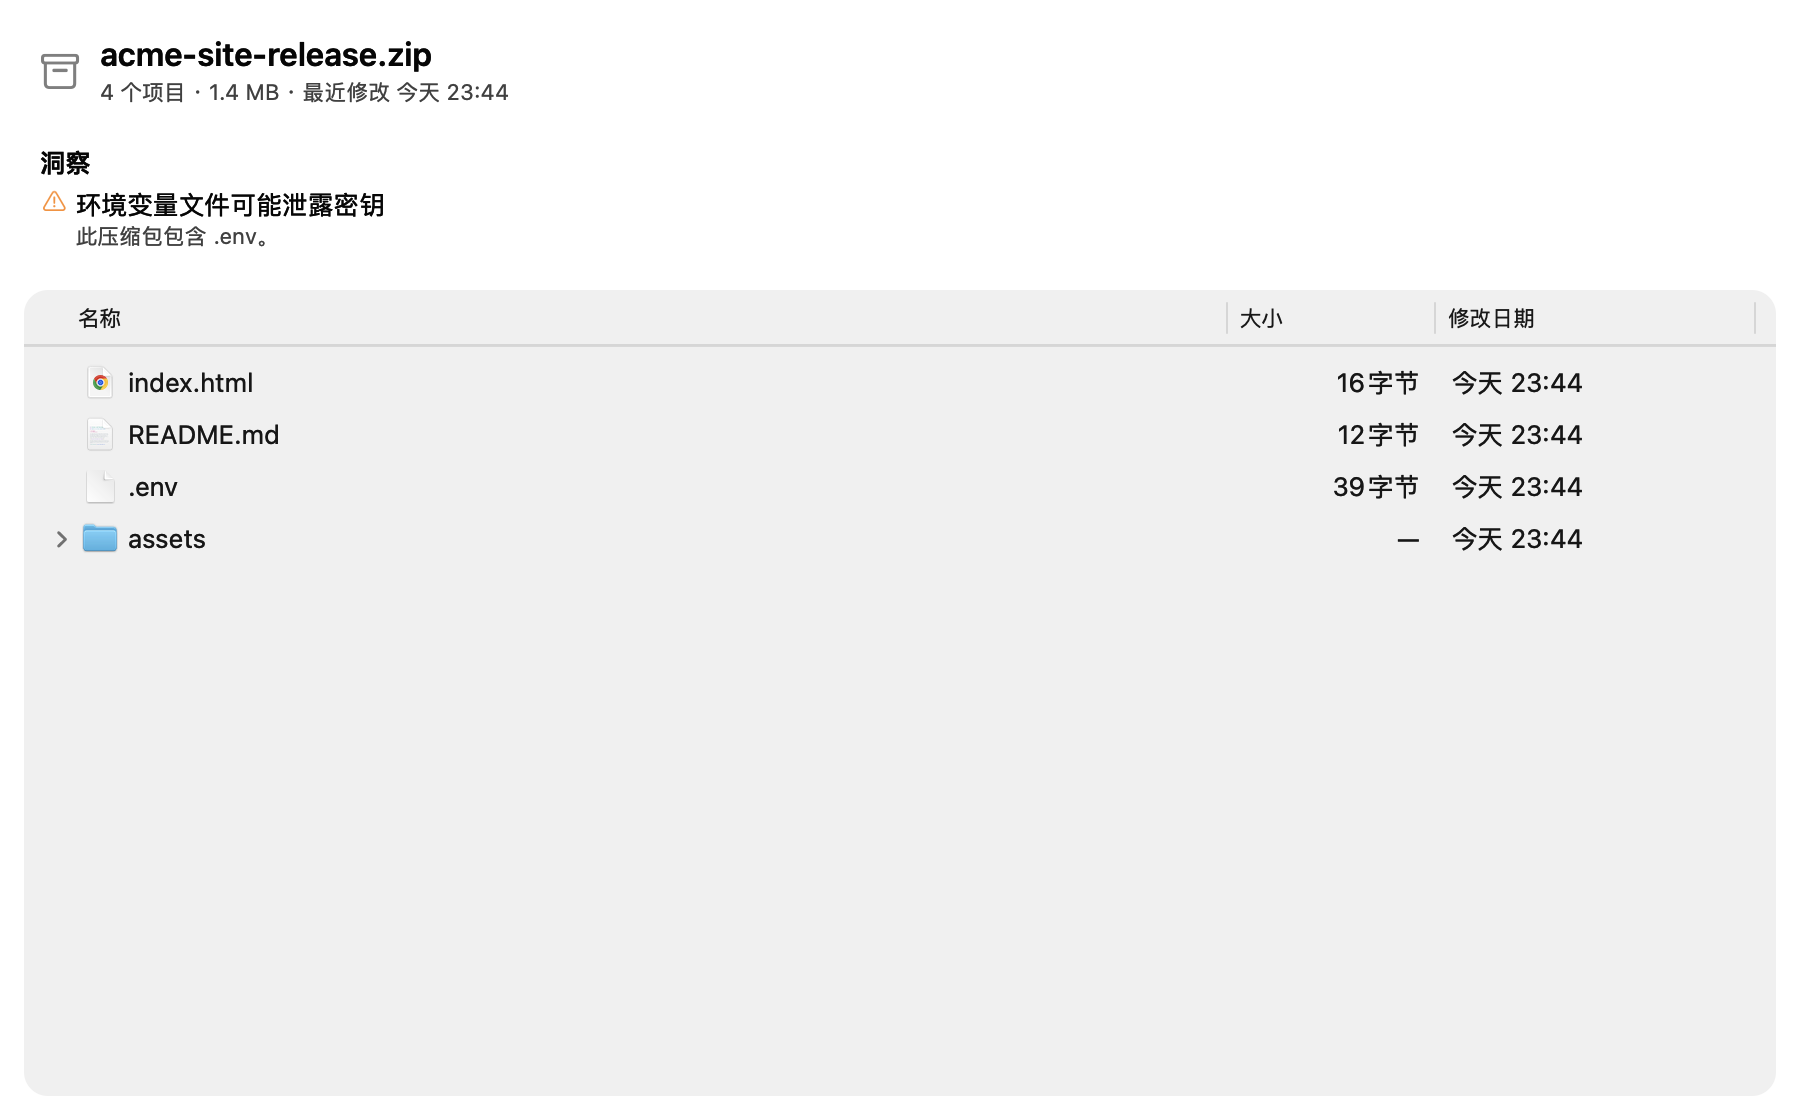 acme-site-release.zip
4 个项目 · 1.4 MB · 最近修改 今天 23:44
洞察
环境变量文件可能泄露密钥
此压缩包包含 .env。
名称 大小 修改日期
index.html 16字节 今天 23:44
README.md 12字节 今天 23:44
.env 39字节 今天 23:44
assets — 今天 23:44